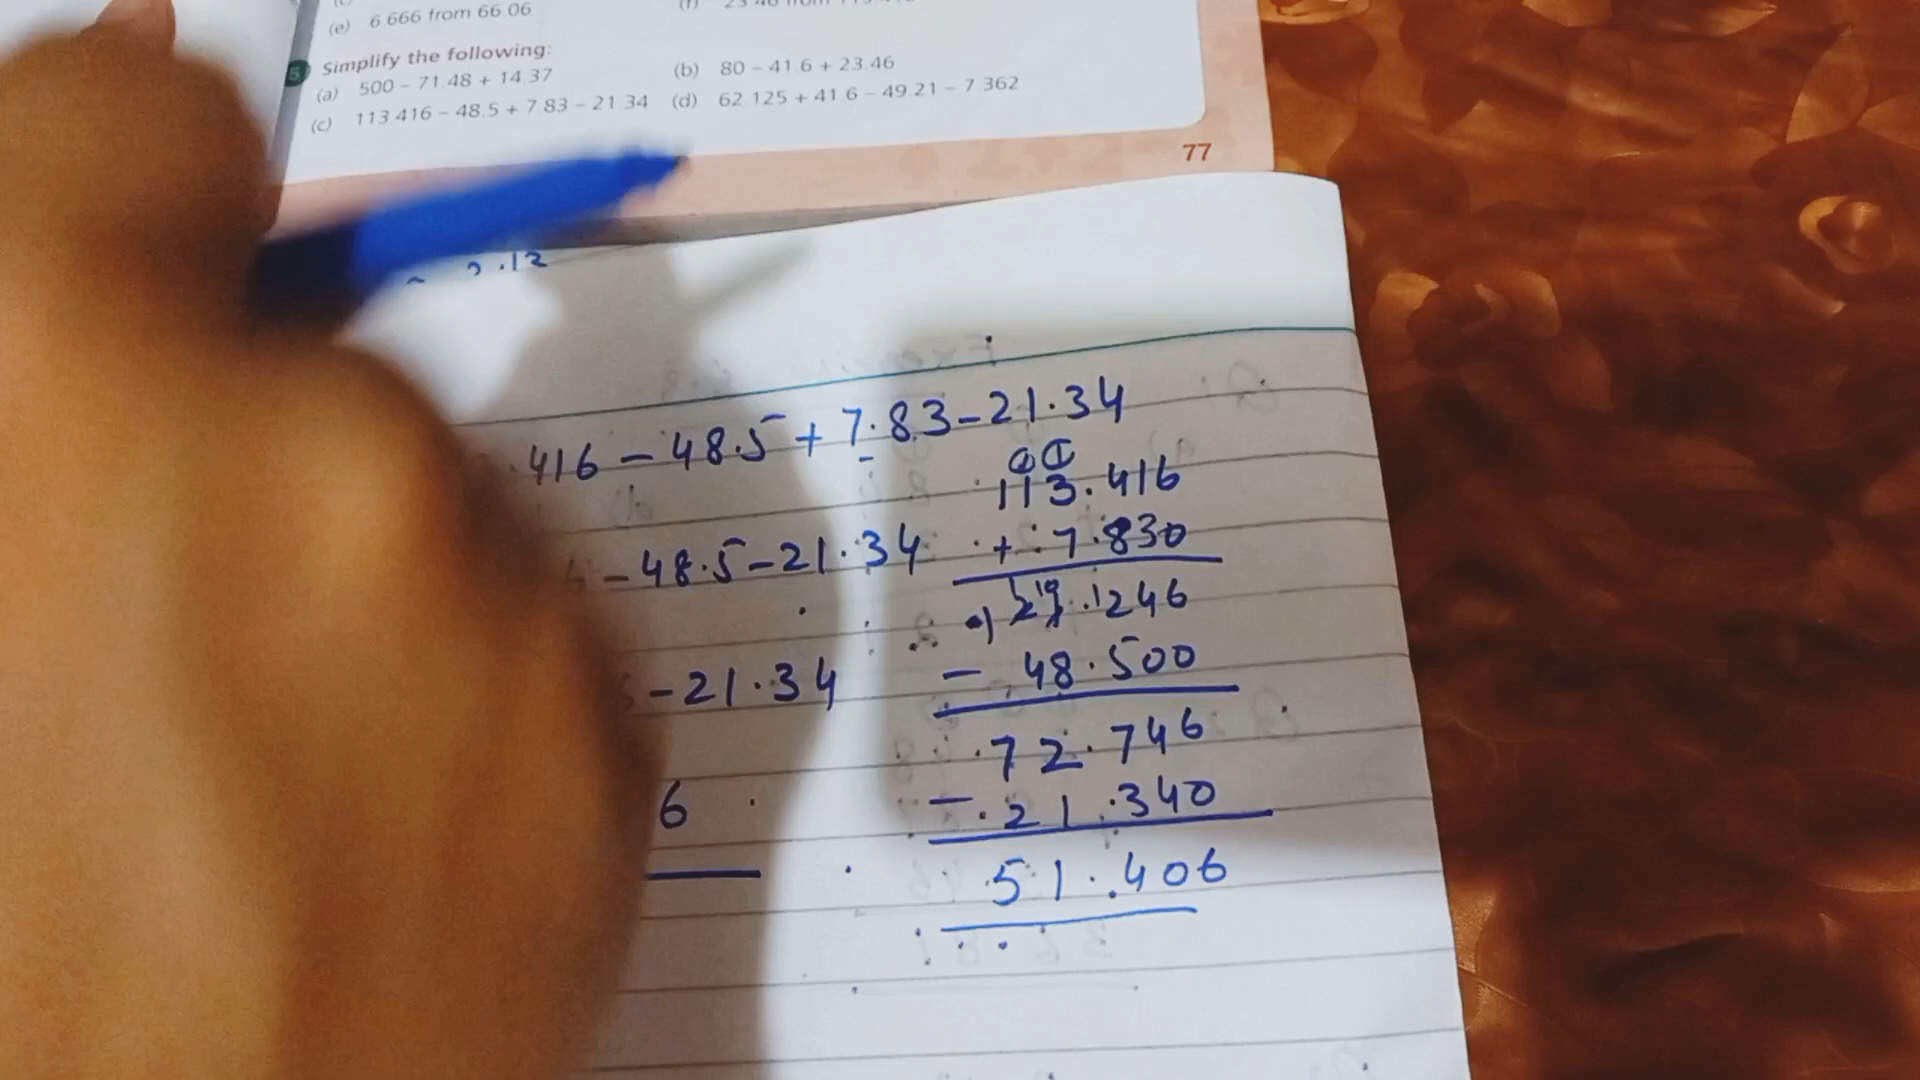 (e) 6.666 from 66.06
(f)
5 Simplify the following:
(a) 500 – 71.48 + 14.37
(b) 80 – 41.6 + 23.46
(c) 113.416 – 48.5 + 7.83 – 21.34
(d) 62.125 + 41.6 – 49.21 – 7.362
77
.12
.416 – 48.5 + 7.83 – 21.34
113.416
+ 7.830
– 48.5 – 21.34
121.246
– 48.500
– 21.34
72.746
– 21.340
6
51.406